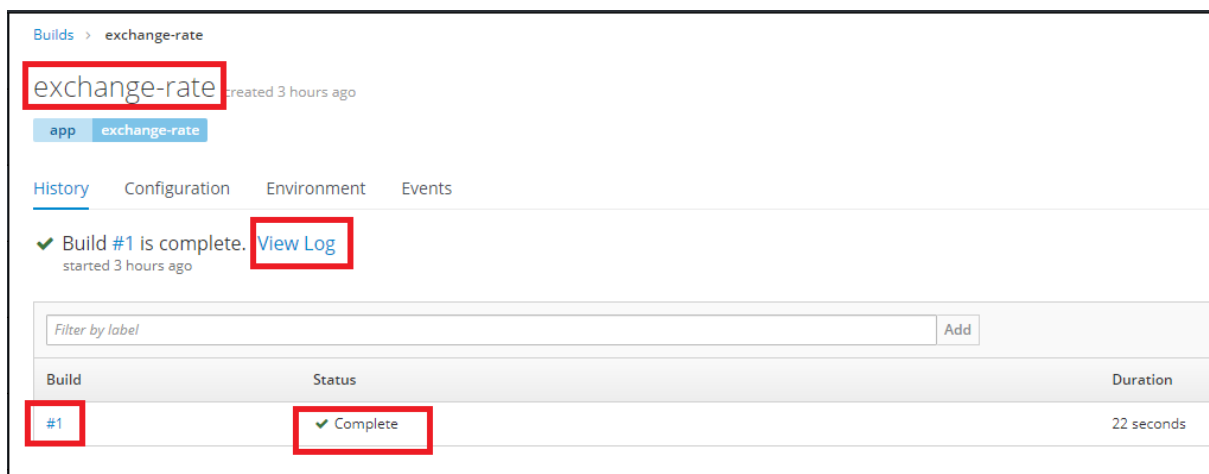 Builds > exchange-rate
exchange-rate created 3 hours ago
app exchange-rate
History Configuration Environment Events
Build #1 is complete. View Log
started 3 hours ago
Filter by label Add
Build Status Duration
#1 Complete 22 seconds